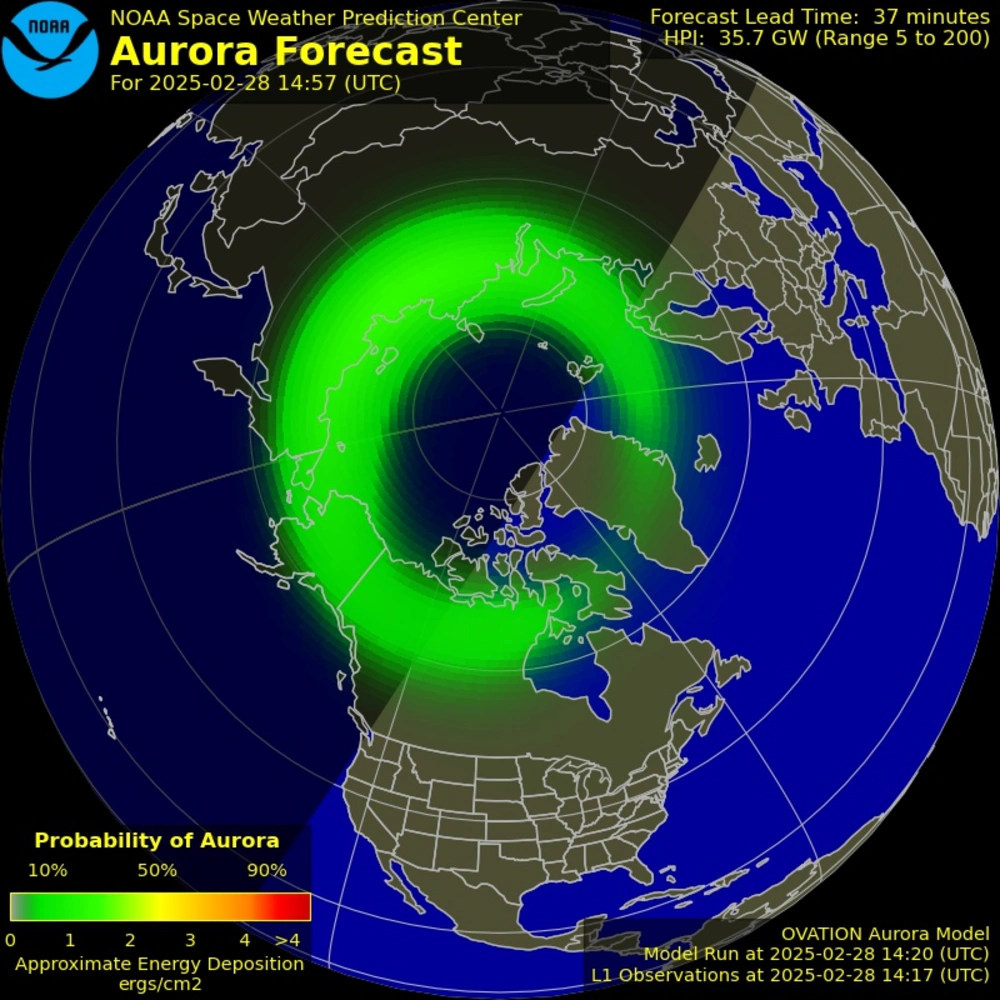 NOAA
NOAA Space Weather Prediction Center
Aurora Forecast
For 2025-02-28 14:57 (UTC)
Forecast Lead Time: 37 minutes
HPI: 35.7 GW (Range 5 to 200)
Probability of Aurora
10% 50% 90%
0 1 2 3 4 >4
Approximate Energy Deposition
ergs/cm2
OVATION Aurora Model
Model Run at 2025-02-28 14:20 (UTC)
L1 Observations at 2025-02-28 14:17 (UTC)